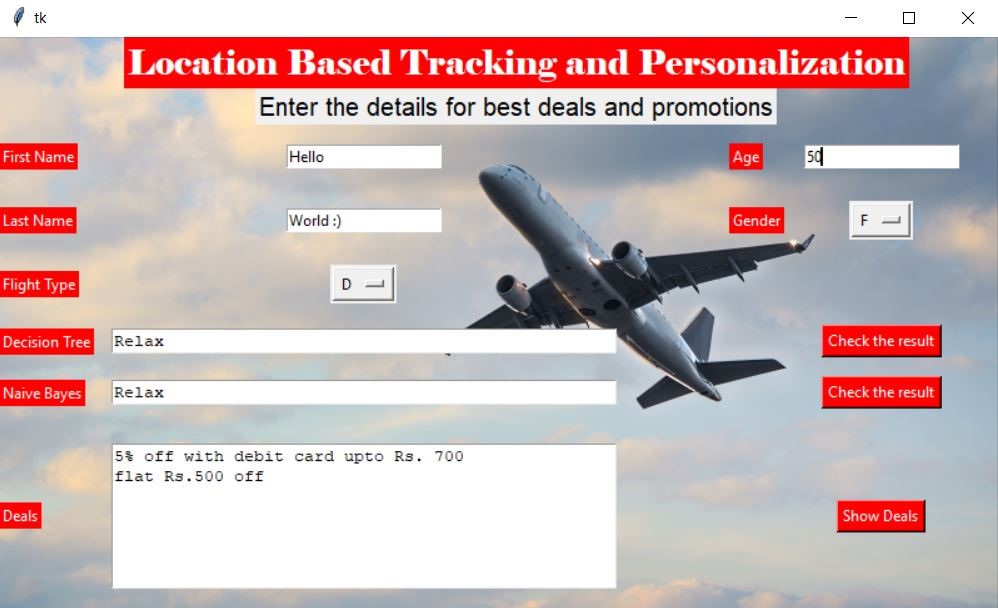 tk
Location Based Tracking and Personalization
Enter the details for best deals and promotions
First Name Hello Age 50
Last Name World :) Gender F
Flight Type D
Decision Tree Relax Check the result
Naive Bayes Relax Check the result
5% off with debit card upto Rs. 700
flat Rs.500 off
Deals Show Deals